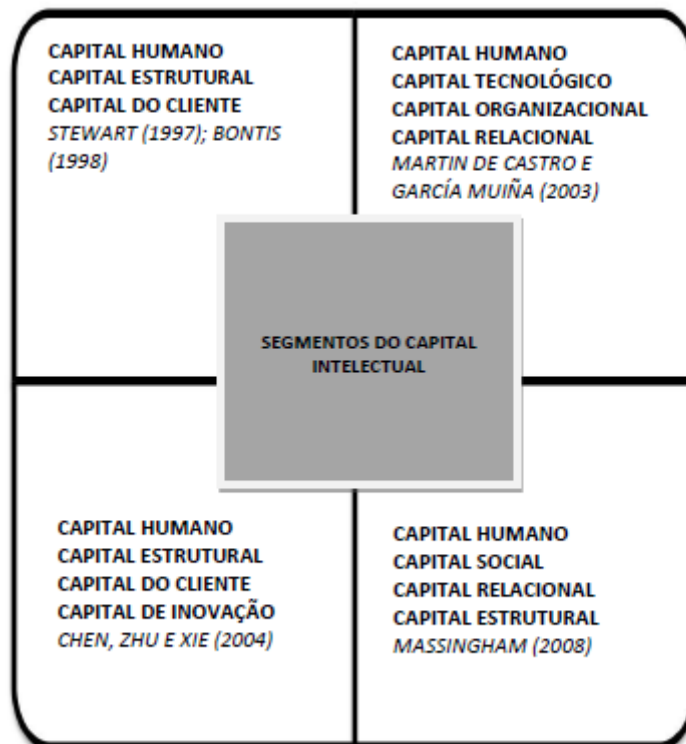 CAPITAL HUMANO
CAPITAL ESTRUTURAL
CAPITAL DO CLIENTE
STEWART (1997); BONTIS
(1998)
CAPITAL HUMANO
CAPITAL TECNOLÓGICO
CAPITAL ORGANIZACIONAL
CAPITAL RELACIONAL
MARTIN DE CASTRO E
GARCÍA MUIÑA (2003)
SEGMENTOS DO CAPITAL
INTELECTUAL
CAPITAL HUMANO
CAPITAL ESTRUTURAL
CAPITAL DO CLIENTE
CAPITAL DE INOVAÇÃO
CHEN, ZHU E XIE (2004)
CAPITAL HUMANO
CAPITAL SOCIAL
CAPITAL RELACIONAL
CAPITAL ESTRUTURAL
MASSINGHAM (2008)